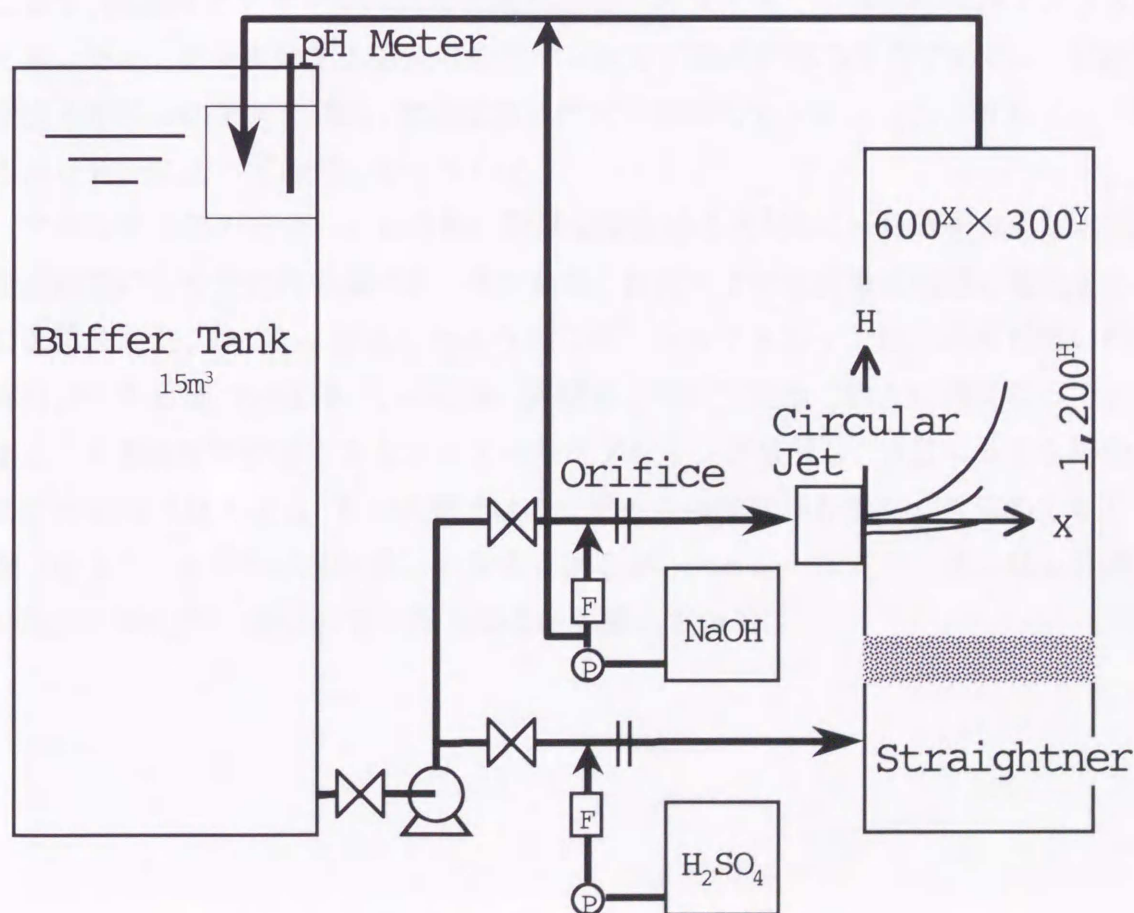 pH Meter
600^X×300^Y
Buffer Tank
15m³
H
1,200^H
Circular
Jet
Orifice
X
F
NaOH
P
Straightner
F
H₂SO₄
P